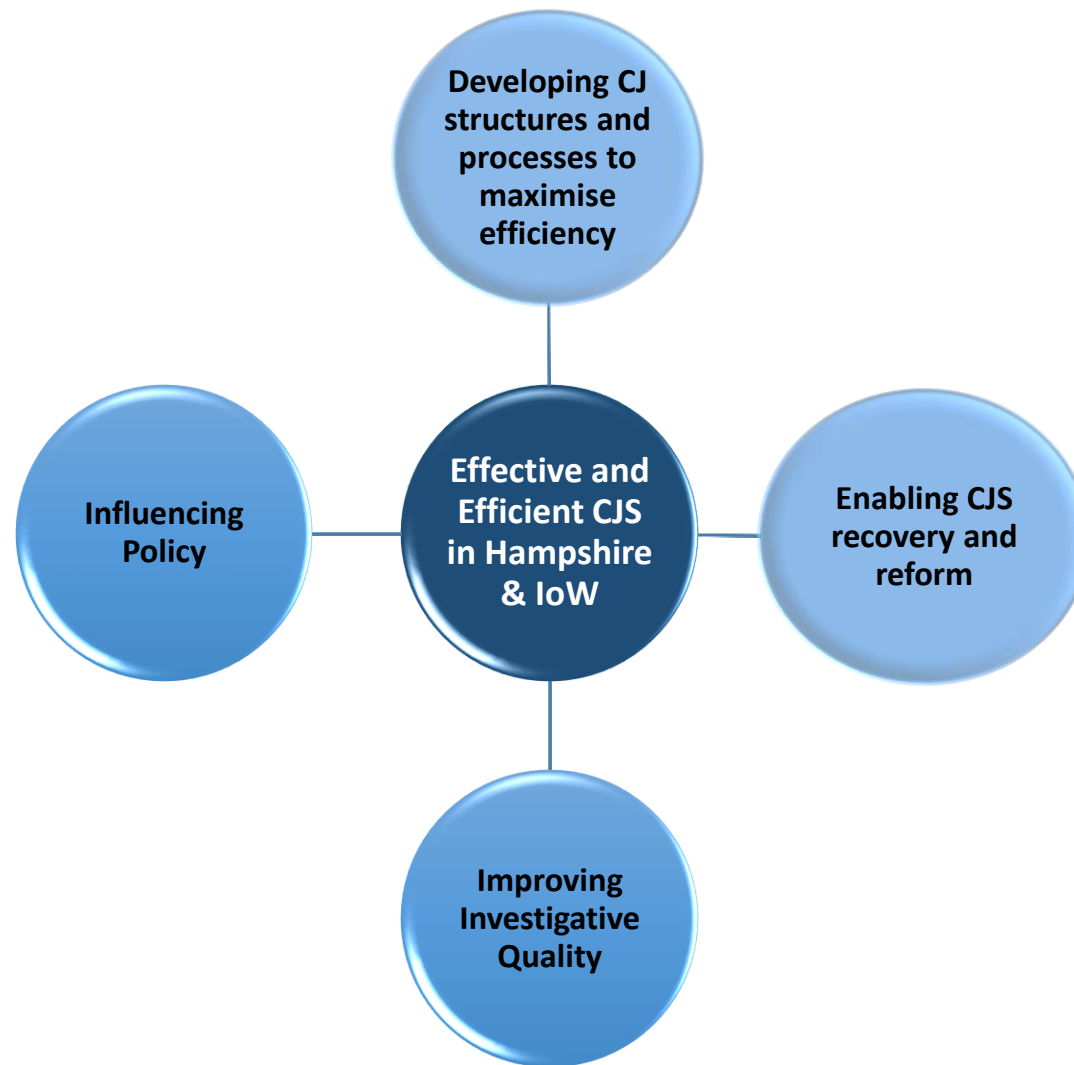 Developing CJ
structures and
processes to
maximise
efficiency
Influencing
Policy
Effective and
Efficient CJS
in Hampshire
& IoW
Enabling CJS
recovery and
reform
Improving
Investigative
Quality